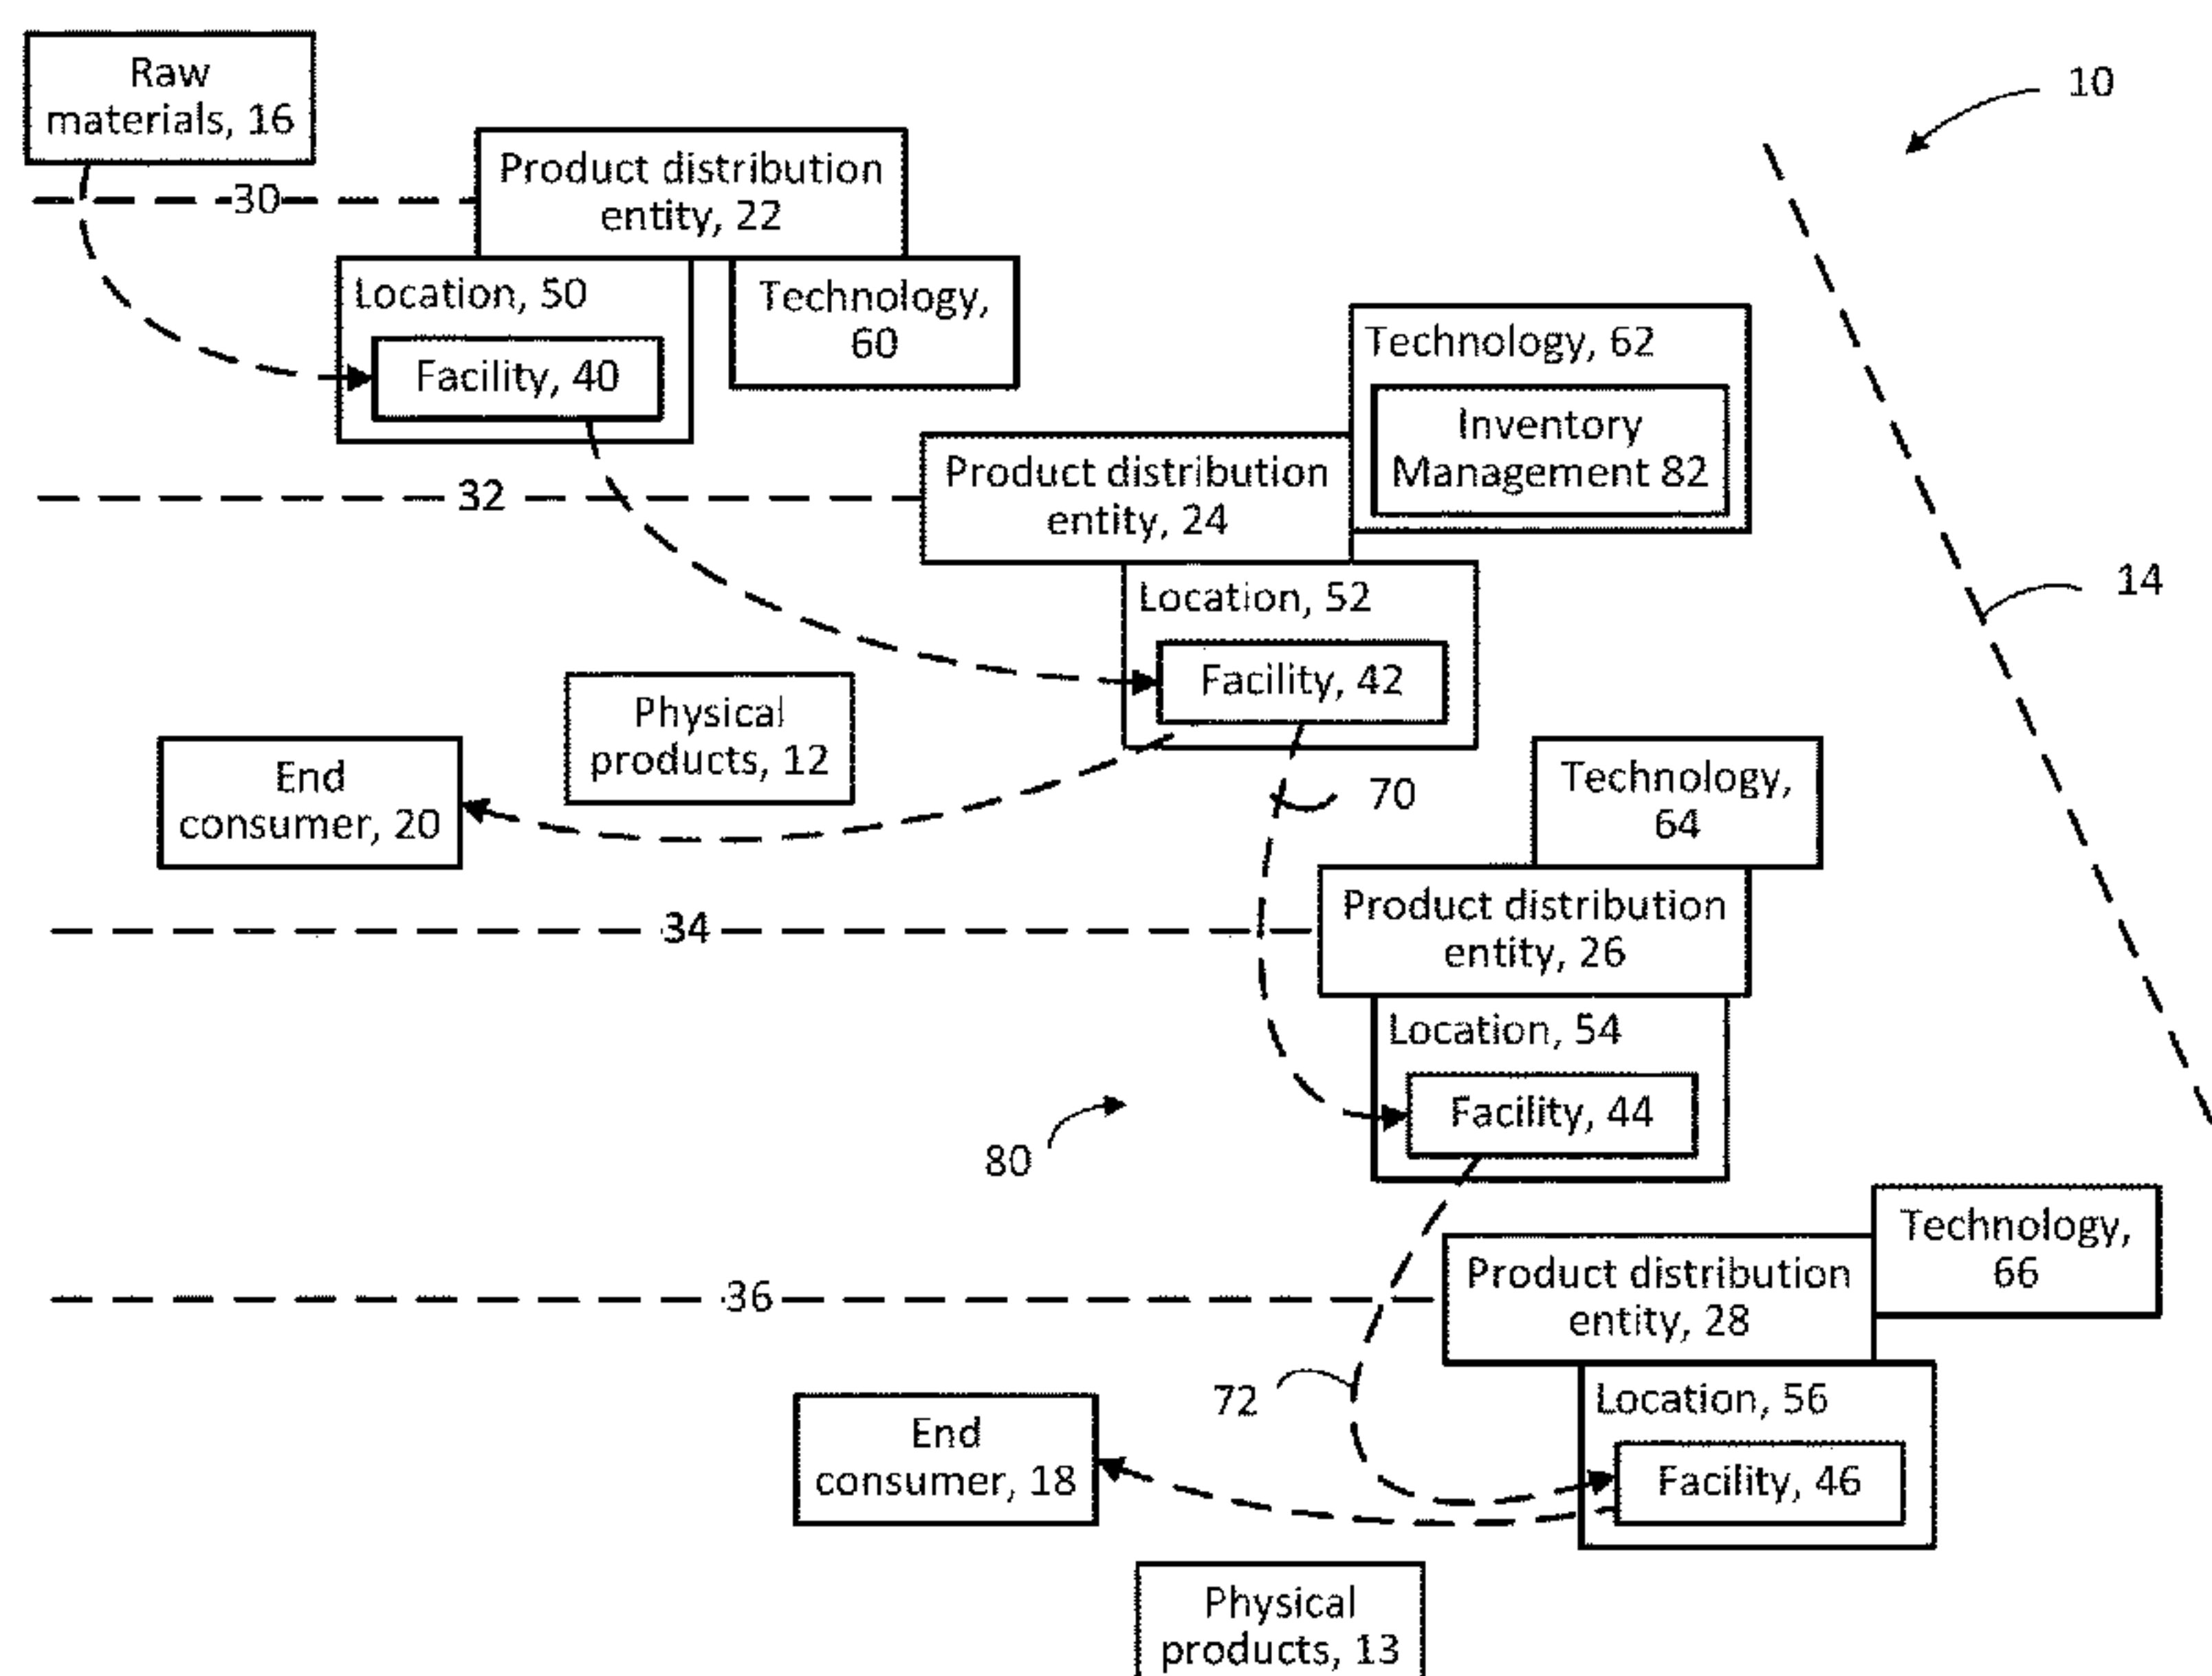 Raw
materials, 16
10
30
Product distribution
entity, 22
Location, 50
Technology,
60
Facility, 40
Technology, 62
Inventory
Management 82
32
Product distribution
entity, 24
14
Location, 52
Facility, 42
Physical
products, 12
End
consumer, 20
70
Technology,
64
34
Product distribution
entity, 26
Location, 54
Facility, 44
80
Technology,
66
36
Product distribution
entity, 28
72
Location, 56
End
consumer, 18
Facility, 46
Physical
products, 13